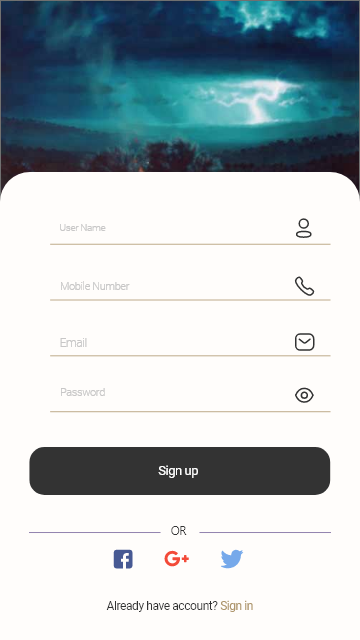 User Name
Mobile Number
Email
Password
Sign up
OR
Already have account? Sign in